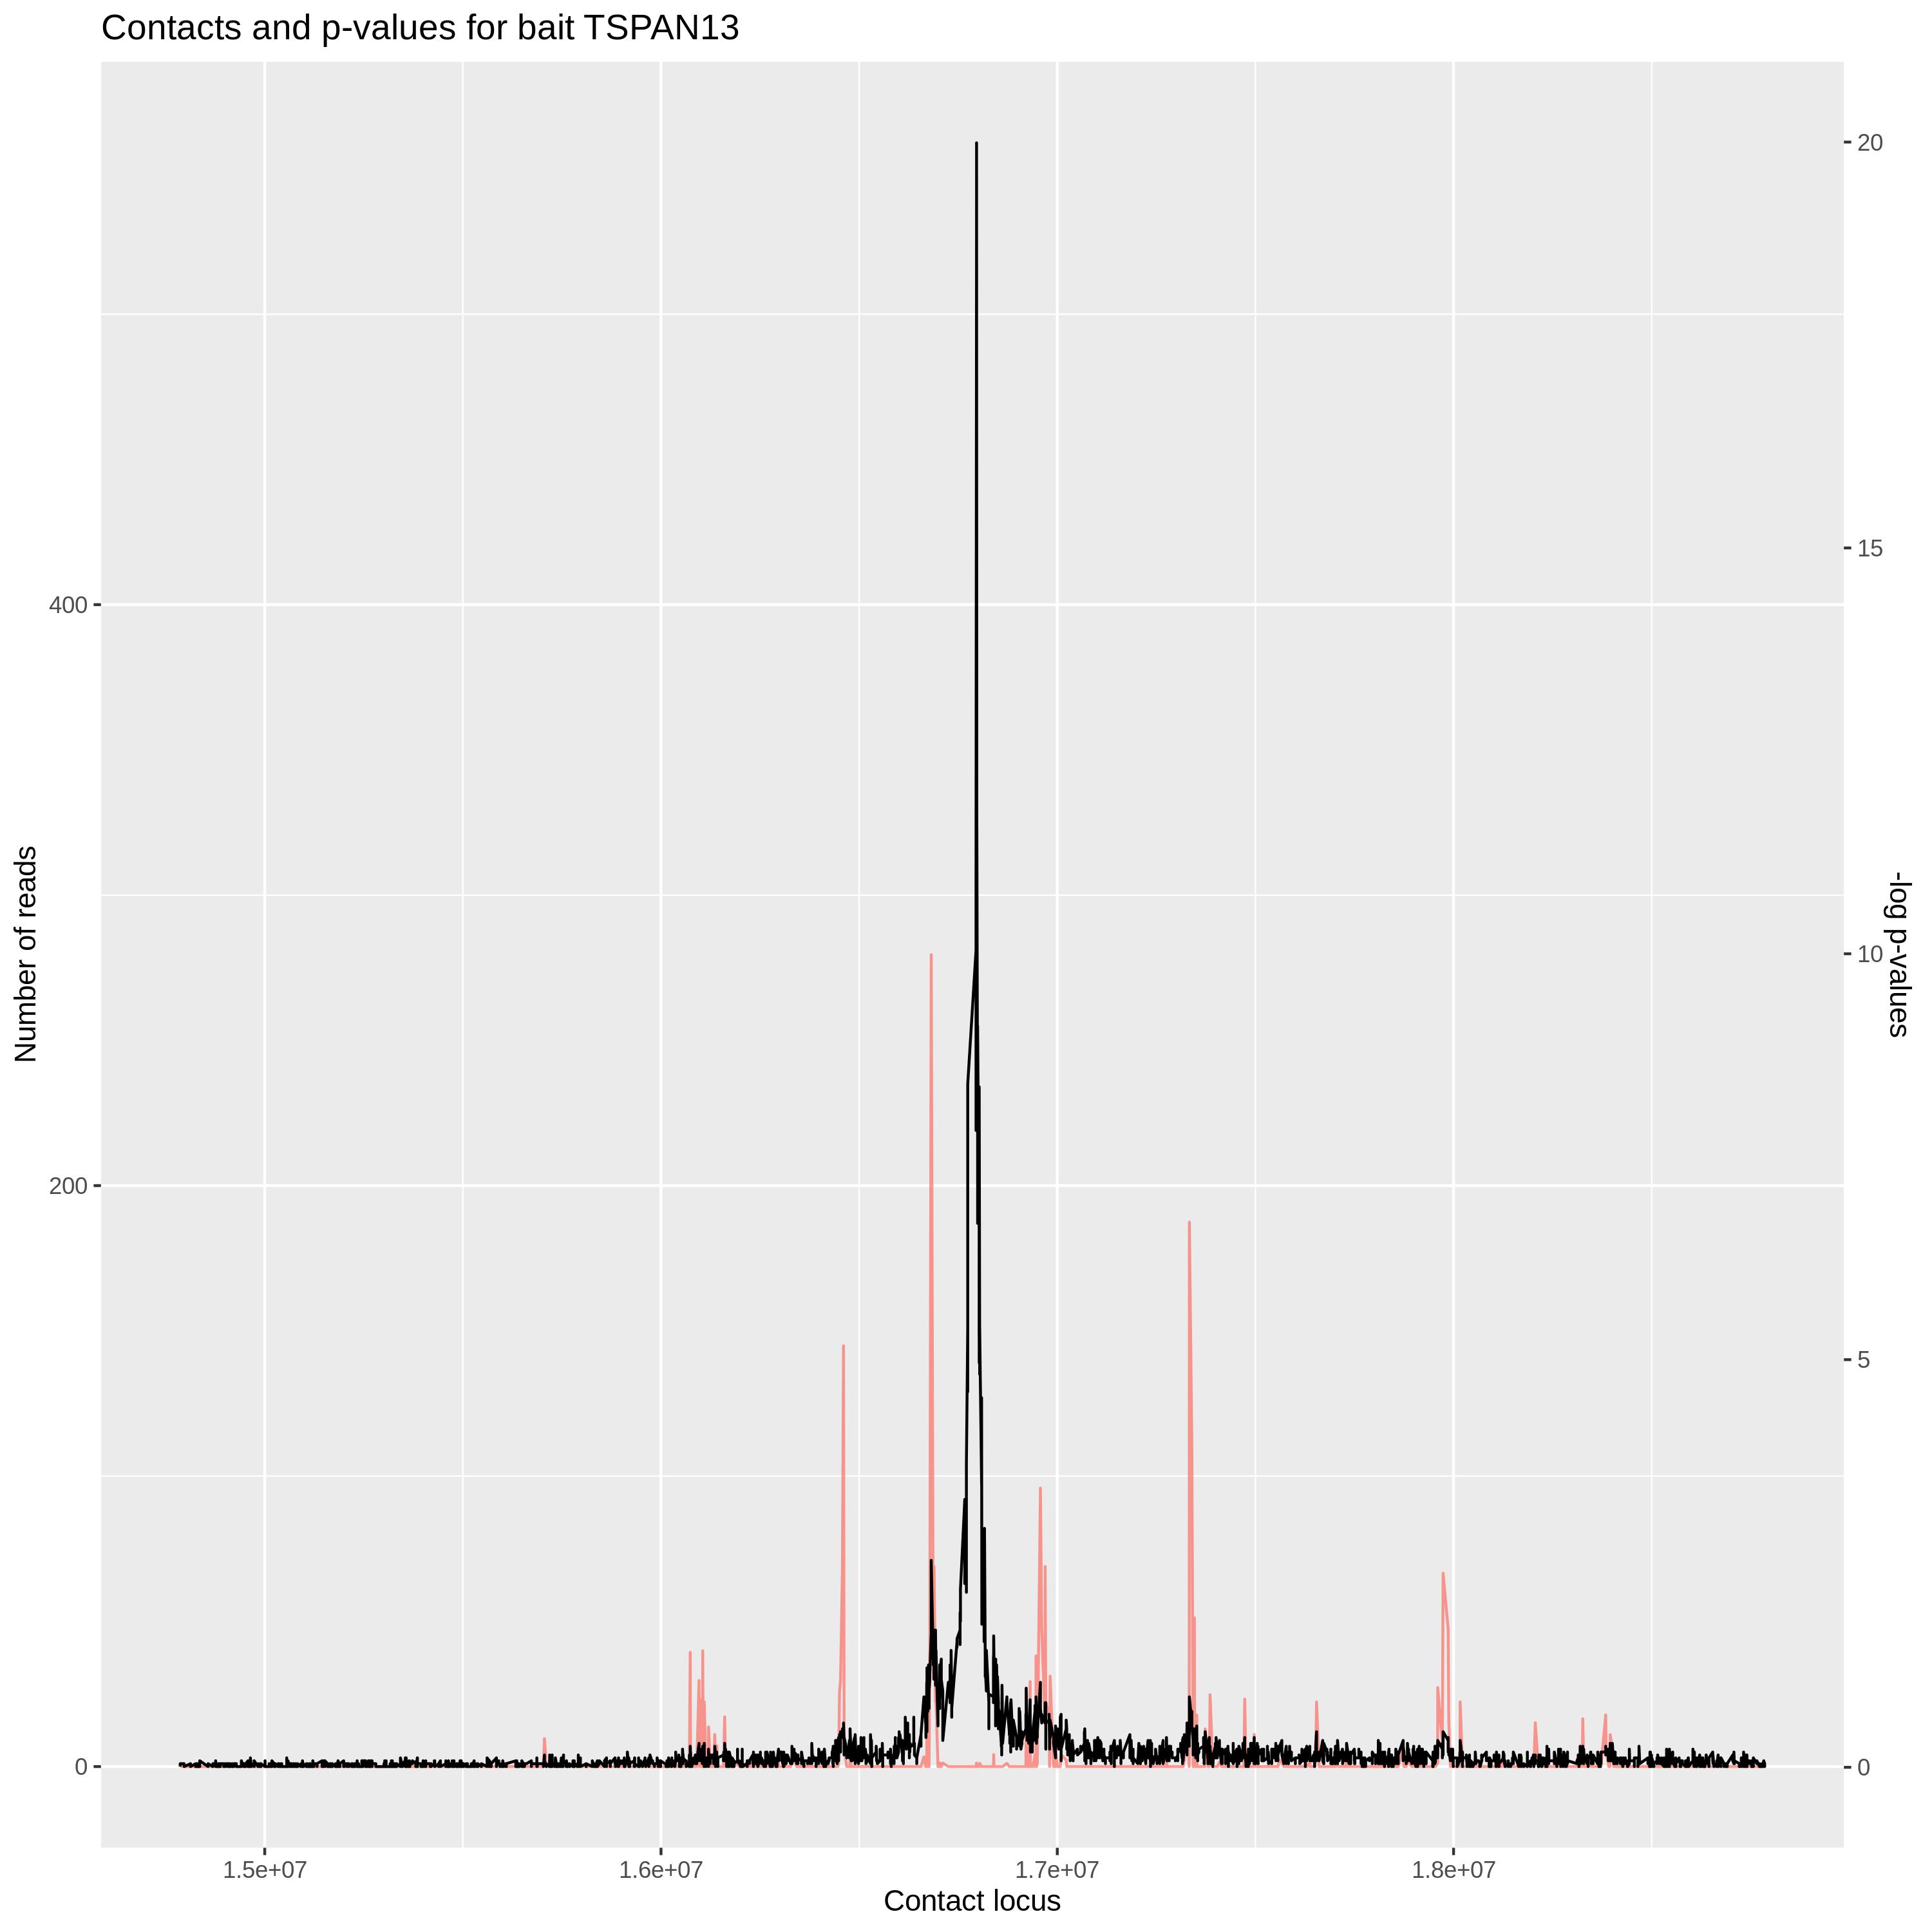 Contacts and p-values for bait TSPAN13
Number of reads
400
200
0
20
15
10
5
0
-log p-values
1.5e+07
1.6e+07
1.7e+07
1.8e+07
Contact locus